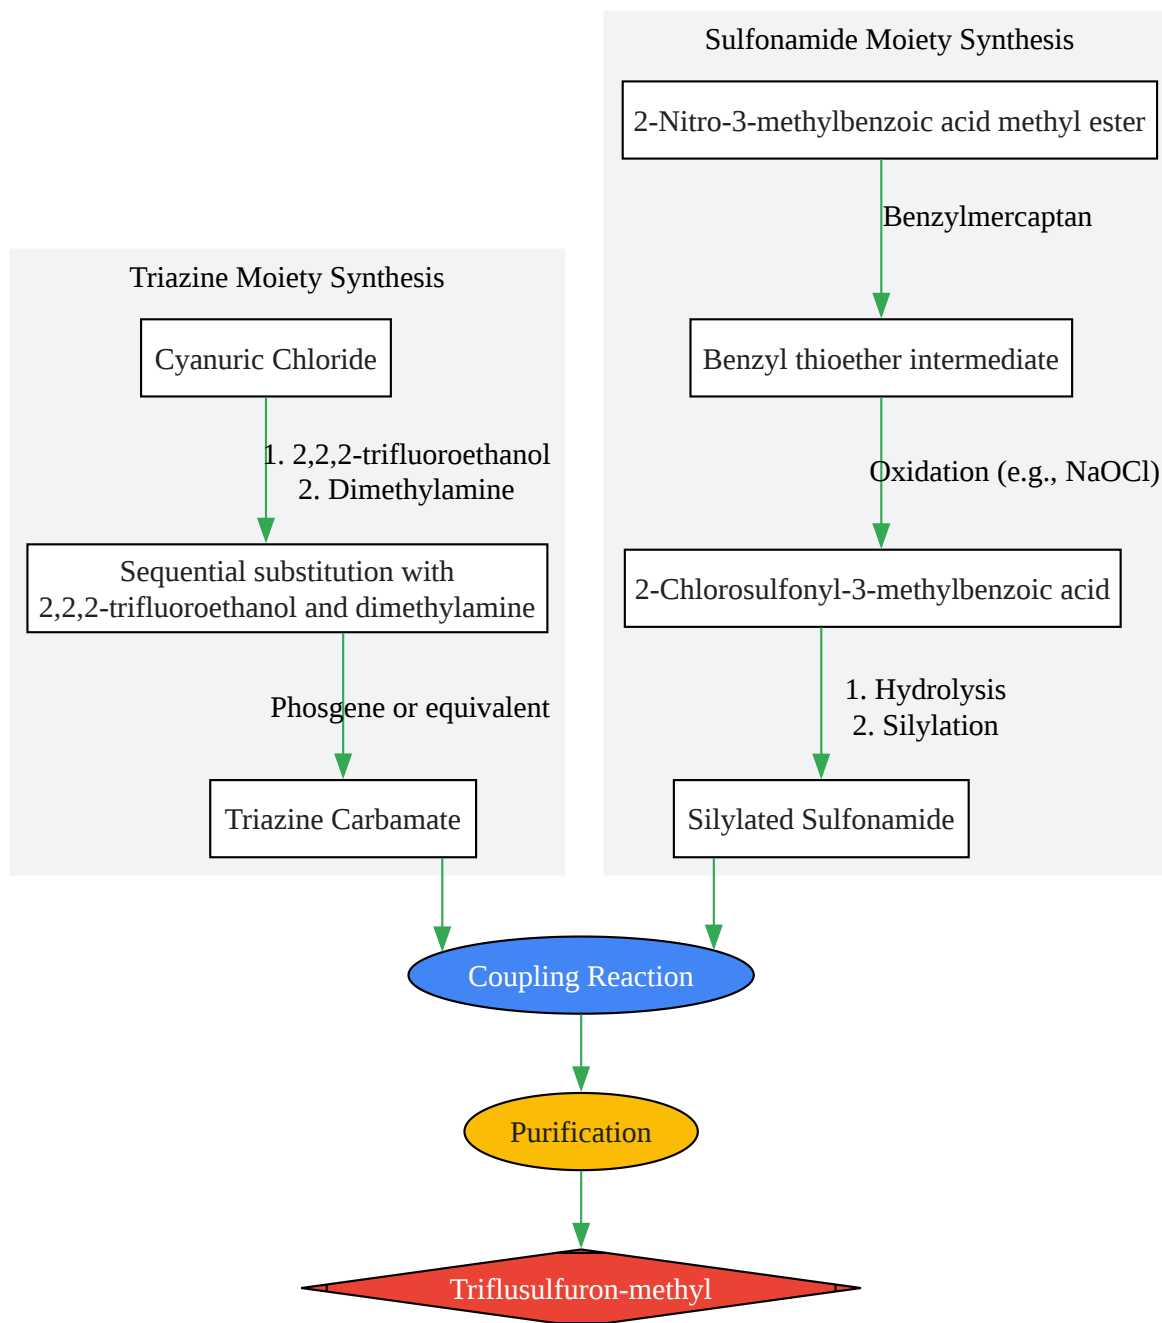 Sulfonamide Moiety Synthesis
2-Nitro-3-methylbenzoic acid methyl ester
Benzylmercaptan
Benzyl thioether intermediate
Oxidation (e.g., NaOCl)
2-Chlorosulfonyl-3-methylbenzoic acid
1. Hydrolysis
2. Silylation
Silylated Sulfonamide
Triazine Moiety Synthesis
Cyanuric Chloride
1. 2,2,2-trifluoroethanol
2. Dimethylamine
Sequential substitution with
2,2,2-trifluoroethanol and dimethylamine
Phosgene or equivalent
Triazine Carbamate
Coupling Reaction
Purification
Triflusulfuron-methyl